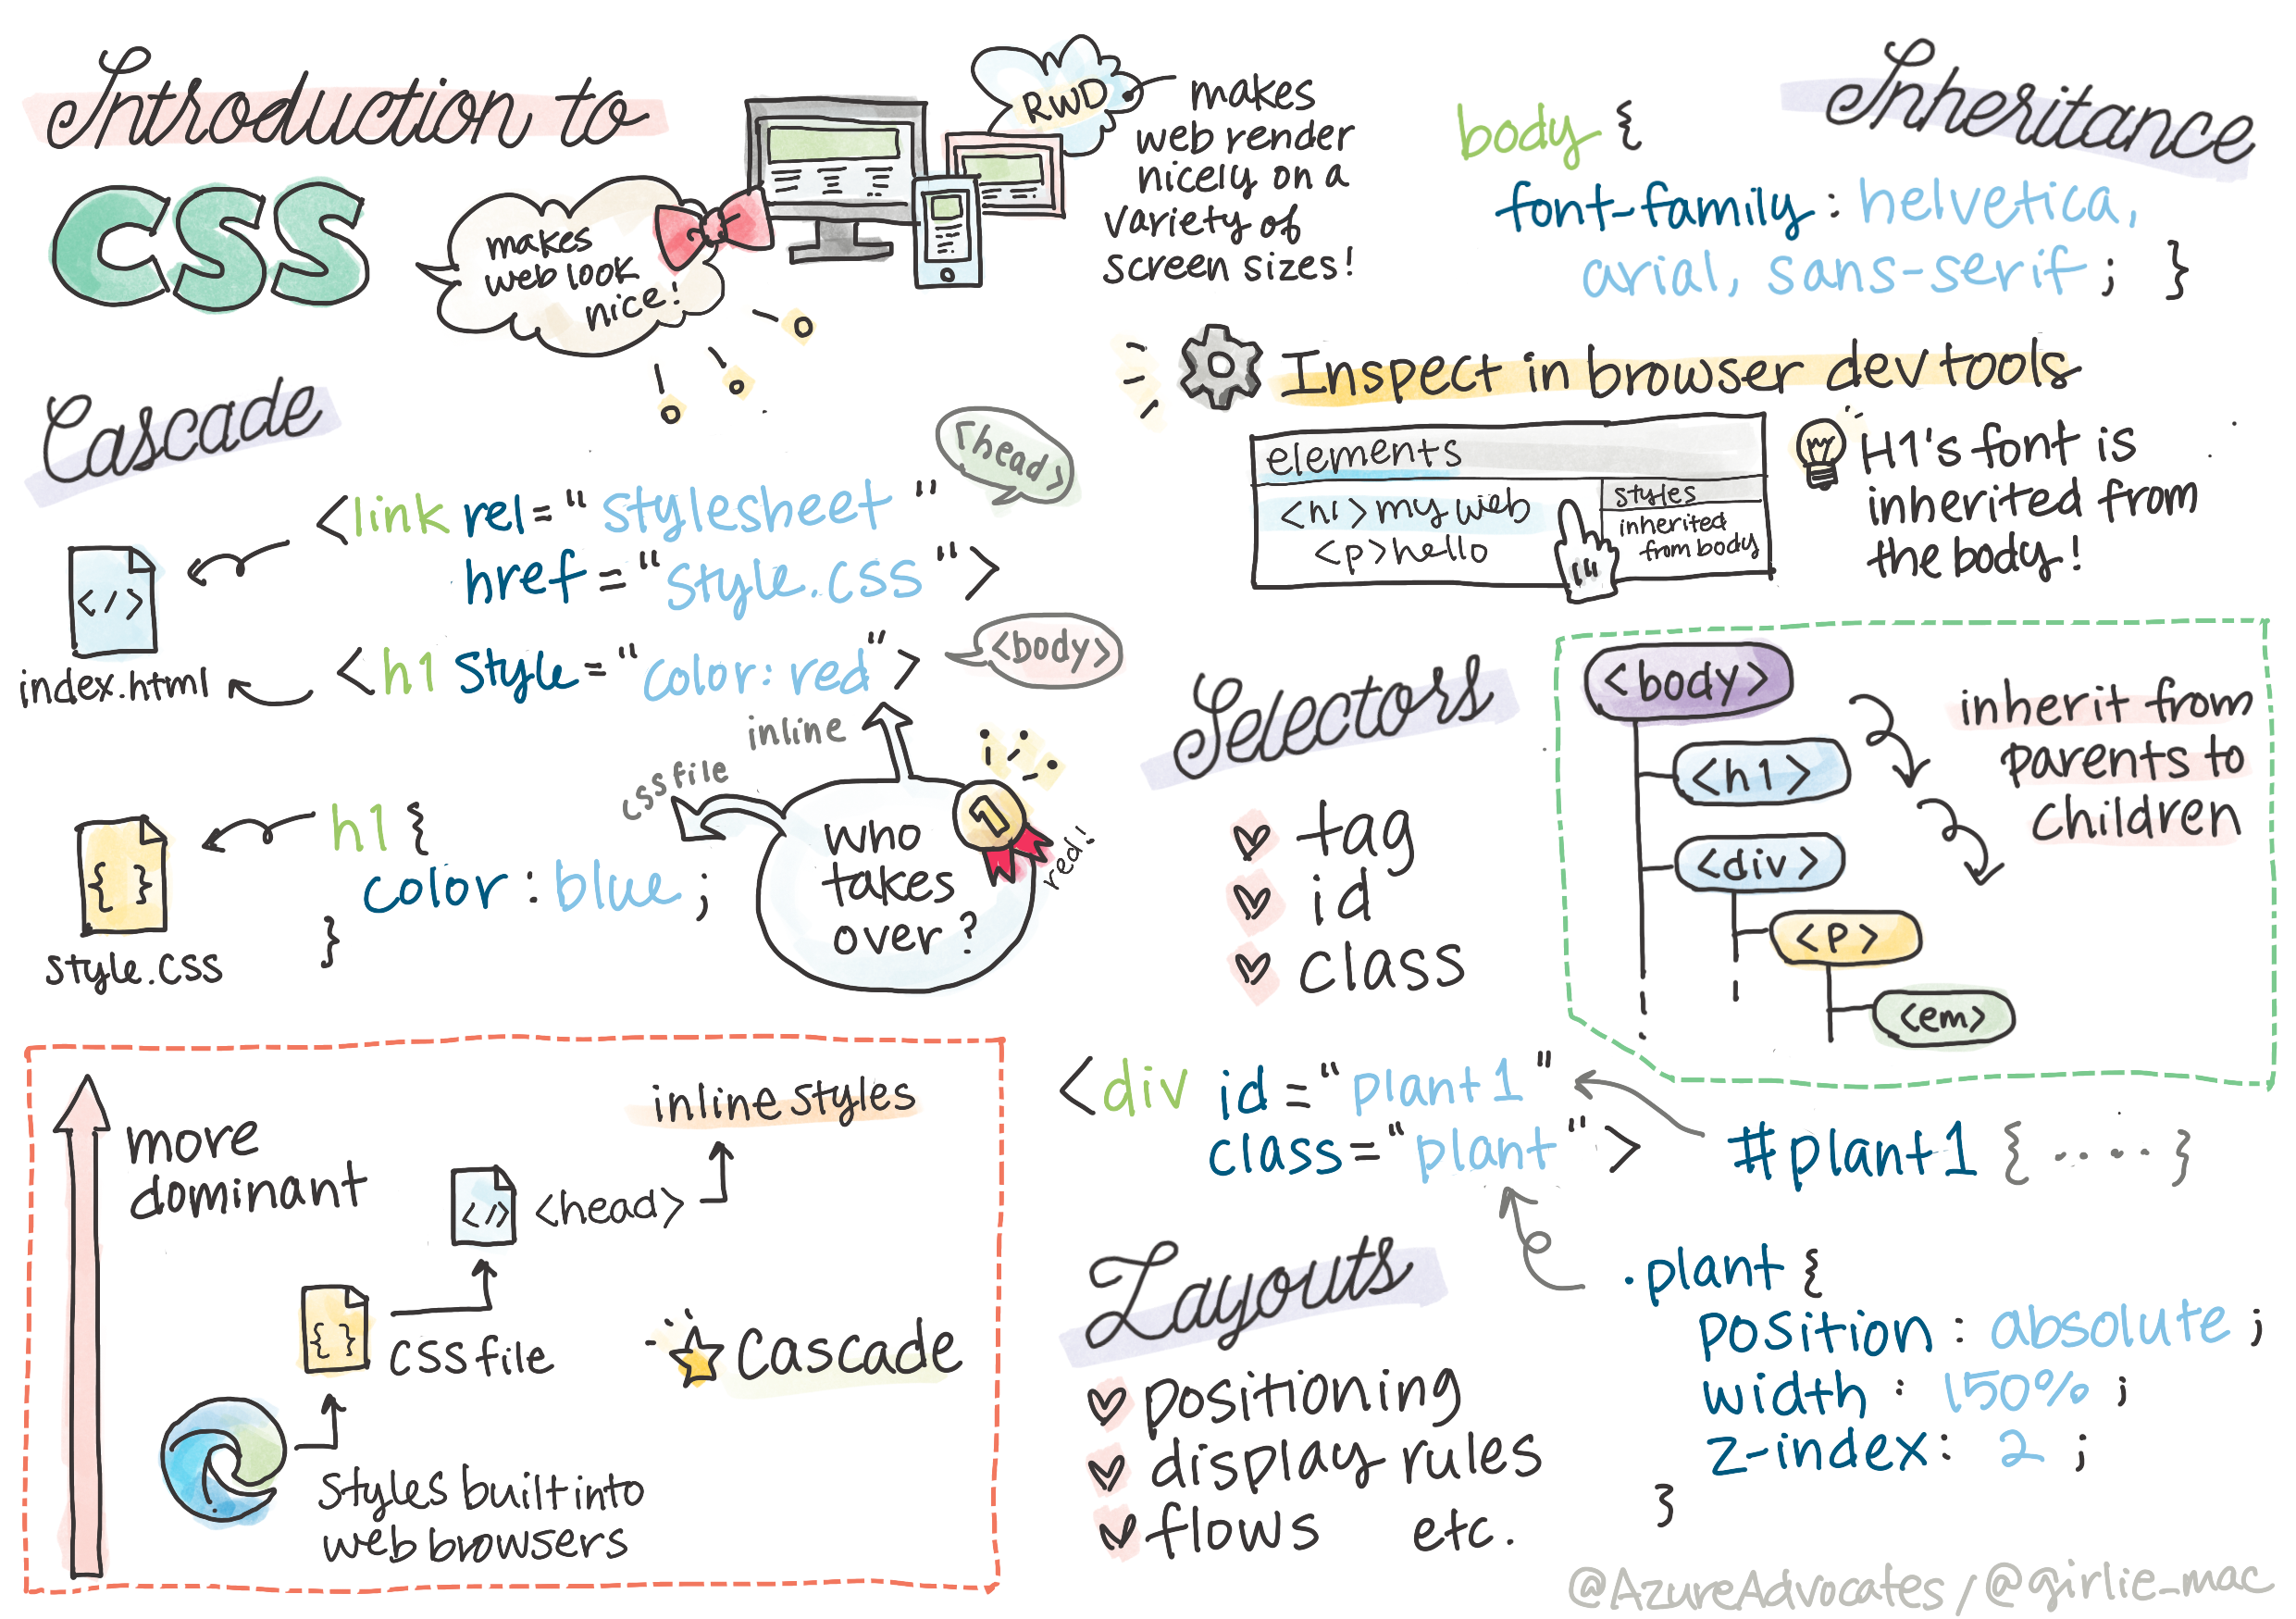 Introduction to
CSS
makes
web look
nice!
RWD
makes
web render
nicely on a
variety of
screen sizes!
Cascade
<head>
<link rel="stylesheet"
href="style.css">
</>
index.html
<h1 style="color:red">
<body>
inline
css file
h1 {
color: blue;
}
{ }
style.css
who
takes
over?
1
red!
more
dominant
inline styles
</>
<head>
{ }
CSS file
Cascade
styles built into
web browsers
Inheritance
body {
font-family: helvetica,
arial, sans-serif; }
Inspect in browser dev tools
elements
<h1>my web
<p>hello
styles
inherited
from body
H1's font is
inherited from
the body!
Selectors
tag
id
class
<body>
<h1>
<div>
<p>
<em>
inherit from
parents to
children
<div id="plant1"
class="plant">
#plant1 {.....}
.plant {
position: absolute;
width: 150%;
z-index: 2;
}
Layouts
positioning
display rules
flows etc.
@AzureAdvocates / @girlie_mac